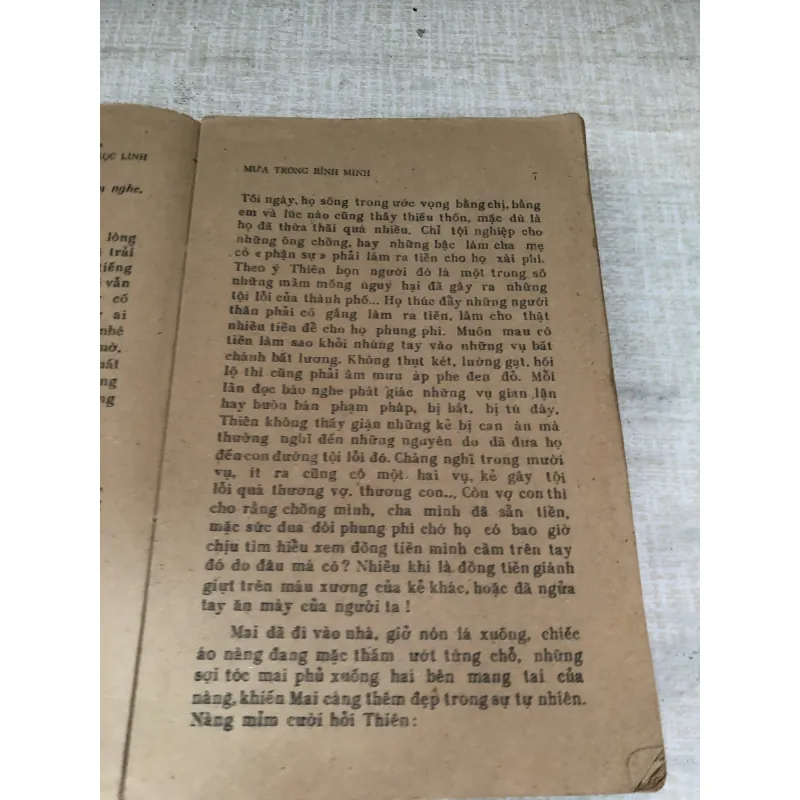 LỘC LINH
nghe.
lòng
trải
tiếng
vẫn
có
ai
nhẻ
mờ,
MƯA TRONG BÌNH MINH 7
Tối ngày, họ sống trong ước vọng bằng chị, bằng
em và lúc nào cũng thấy thiếu thốn, mặc dù là
họ đã thừa thãi quá nhiều. Chỉ tội nghiệp cho
những ông chồng, hay những bậc làm cha mẹ
có «phận sự» phải làm ra tiền cho họ xài phí.
Theo ý Thiên bọn người đó là một trong số
những mầm mống nguy hại đã gây ra những
tội lỗi của thành phố... Họ thúc đẩy những người
thân phải cố gắng làm ra tiền, làm cho thật
nhiều tiền để cho họ phung phí. Muốn mau có
tiền làm sao khỏi nhúng tay vào những vụ bất
chánh bất lương. Không thụt két, lường gạt, hối
lộ thì cũng phải âm mưu áp phe đen đỏ. Mỗi
lần đọc báo nghe phát giác những vụ gian lận
hay buôn bán phạm pháp, bị bắt, bị tù đày,
Thiên không thấy giận những kẻ bị can án mà
thường nghĩ đến những nguyên do đã đưa họ
đến con đường tội lỗi đó. Chàng nghĩ trong mười
vụ, ít ra cũng có một hai vụ, kẻ gây tội
lỗi quá thương vợ, thương con... Còn vợ con thì
cho rằng chồng mình, cha mình đã sẵn tiền,
mặc sức đua đòi phung phí chớ họ có bao giờ
chịu tìm hiểu xem đồng tiền mình cầm trên tay
đó do đâu mà có? Nhiều khi là đồng tiền giành
giựt trên máu xương của kẻ khác, hoặc đã ngửa
tay ăn mày của người ta !
Mai đã đi vào nhà, giở nón lá xuống, chiếc
áo nàng đang mặc thấm ướt từng chỗ, những
sợi tóc mai phủ xuống hai bên mang tai của
nàng, khiến Mai càng thêm đẹp trong sự tự nhiên.
Nàng mỉm cười hỏi Thiên: